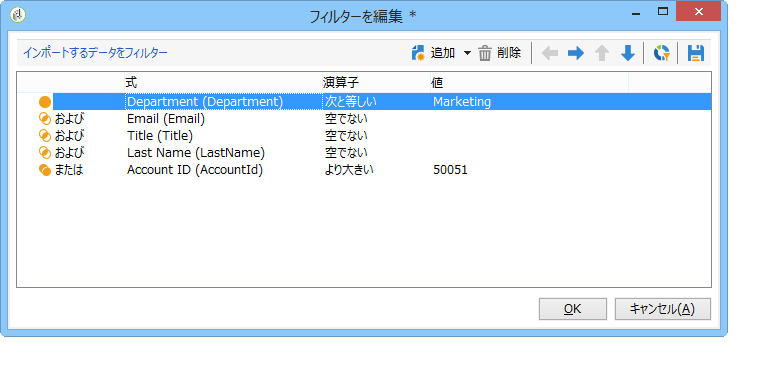 フィルターを編集 *
インポートするデータをフィルター 追加 削除
式 演算子 値
Department (Department) 次と等しい Marketing
および Email (Email) 空でない
および Title (Title) 空でない
および Last Name (LastName) 空でない
または Account ID (AccountId) より大きい 50051
OK キャンセル(A)